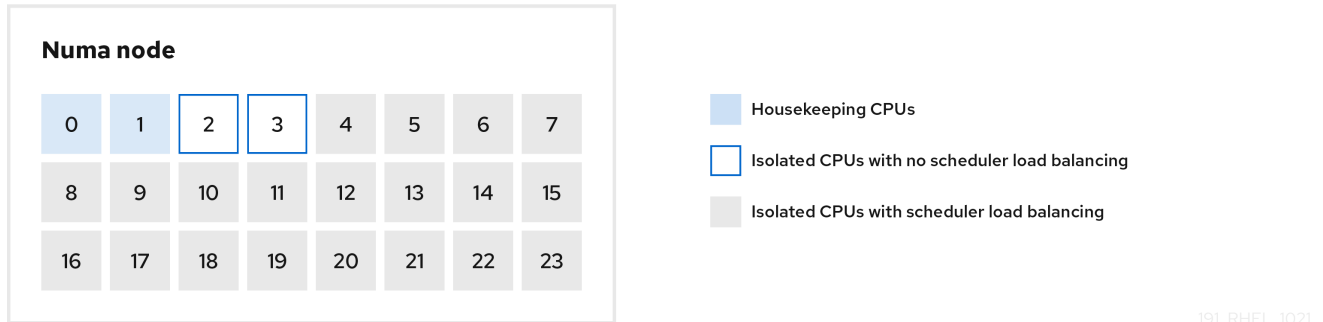 Numa node
0 1 2 3 4 5 6 7
8 9 10 11 12 13 14 15
16 17 18 19 20 21 22 23
Housekeeping CPUs
Isolated CPUs with no scheduler load balancing
Isolated CPUs with scheduler load balancing
191_RHEL_1021